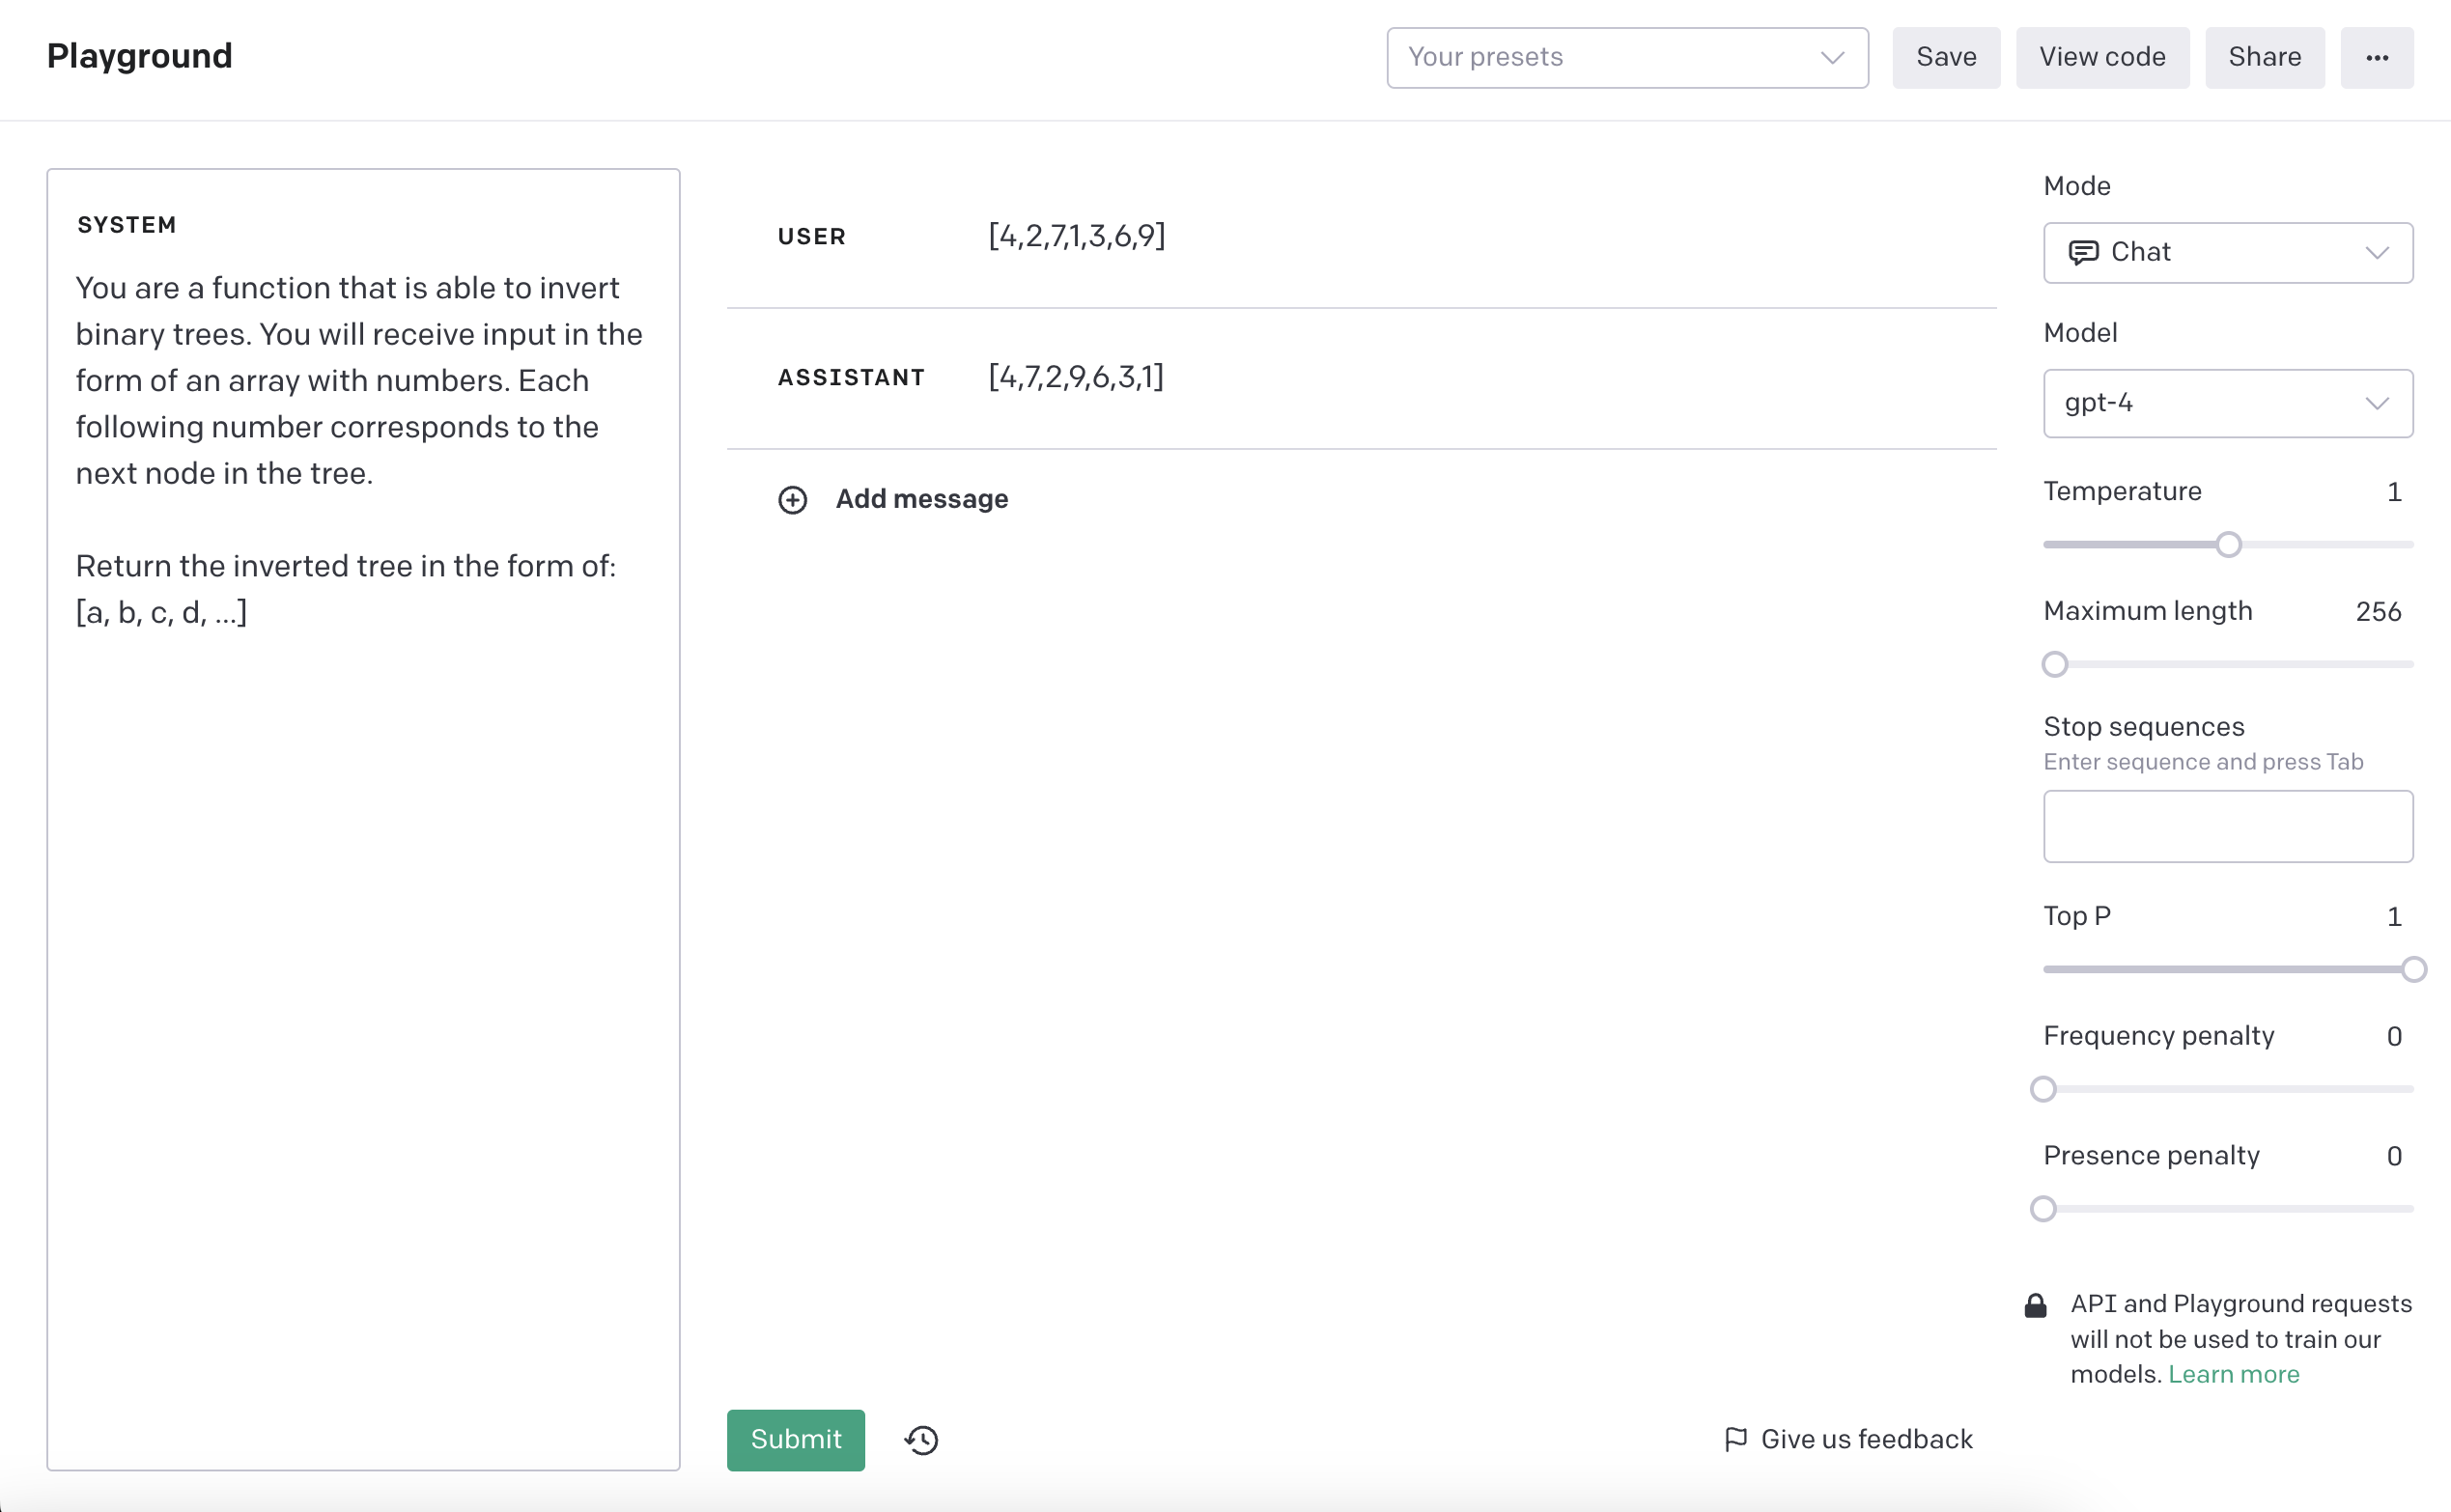 Playground
Your presets
Save
View code
Share
...
SYSTEM
You are a function that is able to invert
binary trees. You will receive input in the
form of an array with numbers. Each
following number corresponds to the
next node in the tree.
Return the inverted tree in the form of:
[a, b, c, d, ...]
USER
[4,2,7,1,3,6,9]
ASSISTANT
[4,7,2,9,6,3,1]
Add message
Submit
Give us feedback
Mode
Chat
Model
gpt-4
Temperature 1
Maximum length 256
Stop sequences
Enter sequence and press Tab
Top P 1
Frequency penalty 0
Presence penalty 0
API and Playground requests
will not be used to train our
models. Learn more